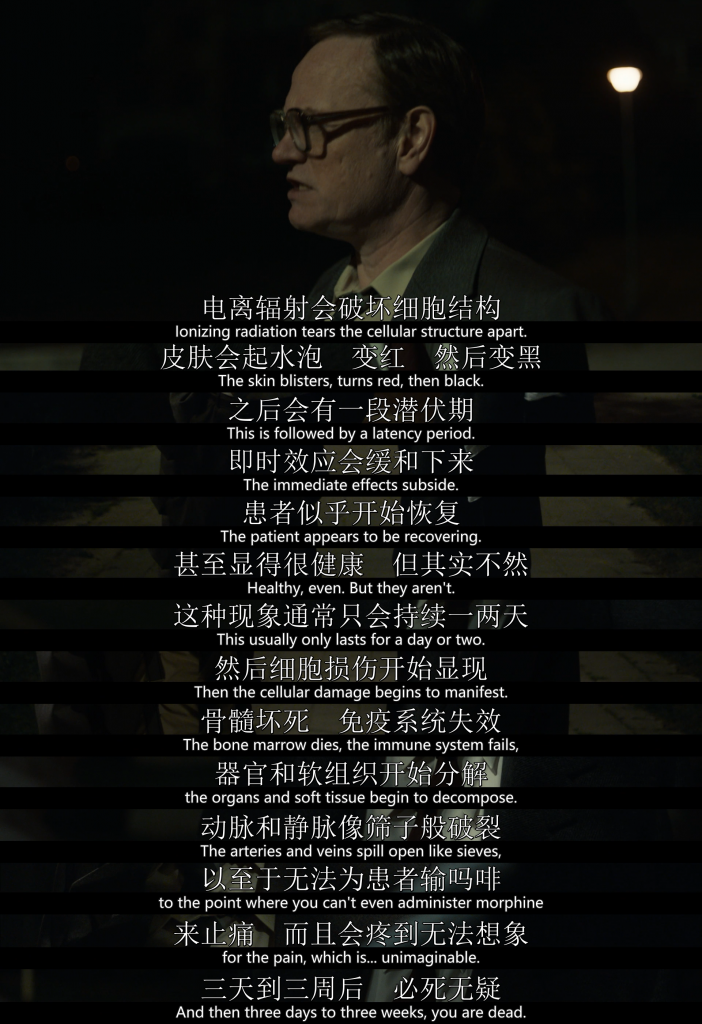 电离辐射会破坏细胞结构
Ionizing radiation tears the cellular structure apart.
皮肤会起水泡 变红 然后变黑
The skin blisters, turns red, then black.
之后会有一段潜伏期
This is followed by a latency period.
即时效应会缓和下来
The immediate effects subside.
患者似乎开始恢复
The patient appears to be recovering.
甚至显得很健康 但其实不然
Healthy, even. But they aren't.
这种现象通常只会持续一两天
This usually only lasts for a day or two.
然后细胞损伤开始显现
Then the cellular damage begins to manifest.
骨髓坏死 免疫系统失效
The bone marrow dies, the immune system fails,
器官和软组织开始分解
the organs and soft tissue begin to decompose.
动脉和静脉像筛子般破裂
The arteries and veins spill open like sieves,
以至于无法为患者输吗啡
to the point where you can't even administer morphine
来止痛 而且会疼到无法想象
for the pain, which is... unimaginable.
三天到三周后 必死无疑
And then three days to three weeks, you are dead.